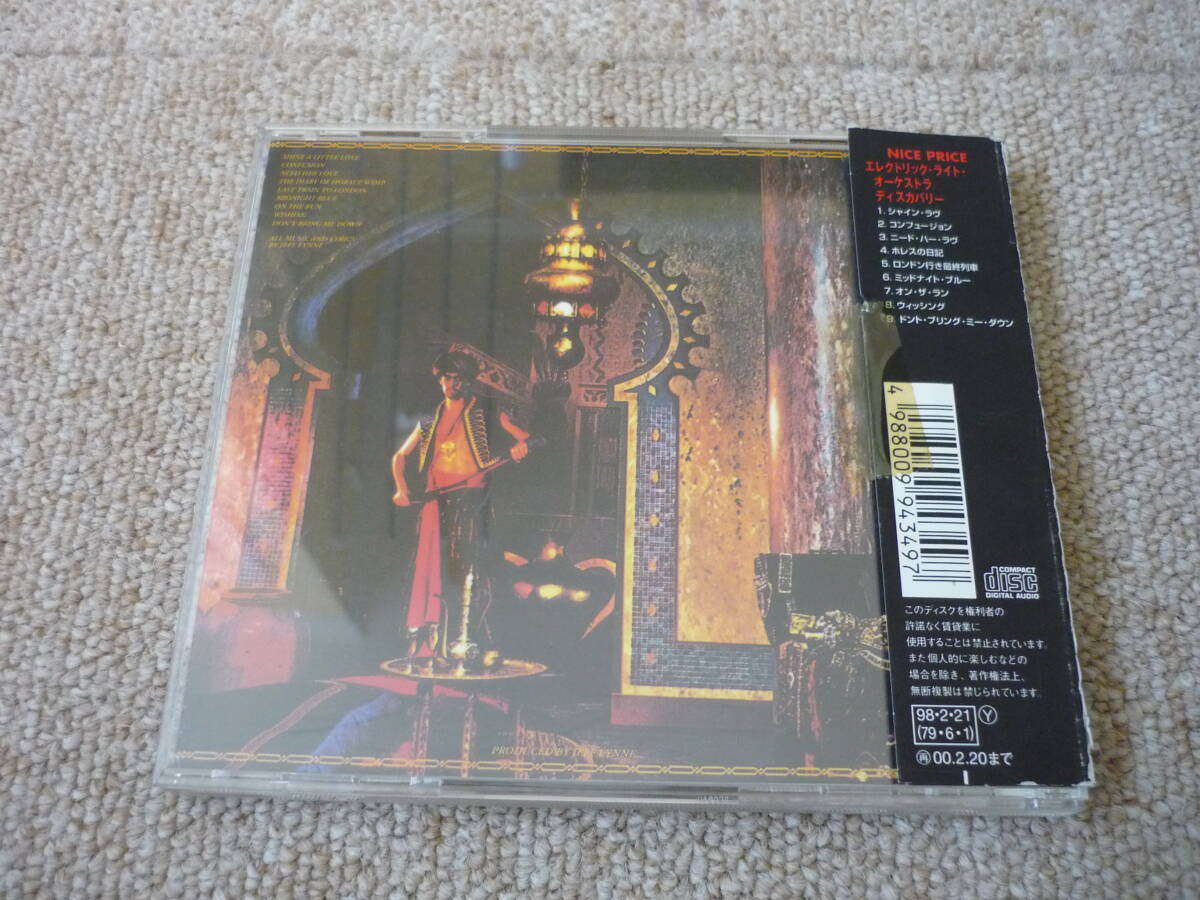 SHINE A LITTLE LOVE
CONFUSION
NEED HER LOVE
THE DIARY OF HORACE WIMP
LAST TRAIN TO LONDON
MIDNIGHT BLUE
ON THE RUN
WISHING
DON'T BRING ME DOWN
ALL MUSIC AND LYRICS
BY JEFF LYNNE
PRODUCED BY JEFF LYNNE
NICE PRICE
エレクトリック・ライト・
オーケストラ
ディスカバリー
1. シャイン・ラヴ
2. コンフュージョン
3. ニード・ハー・ラヴ
4. ホレスの日記
5. ロンドン行き最終列車
6. ミッドナイト・ブルー
7. オン・ザ・ラン
8. ウィッシング
9. ドント・ブリング・ミー・ダウン
4 988009 943497
COMPACT
disc
DIGITAL AUDIO
このディスクを権利者の
許諾なく賃貸業に
使用することは禁止されています。
また個人的に楽しむなどの
場合を除き、著作権法上、
無断複製は禁じられています。
98・2・21 Y
(79・6・1)
再00.2.20まで